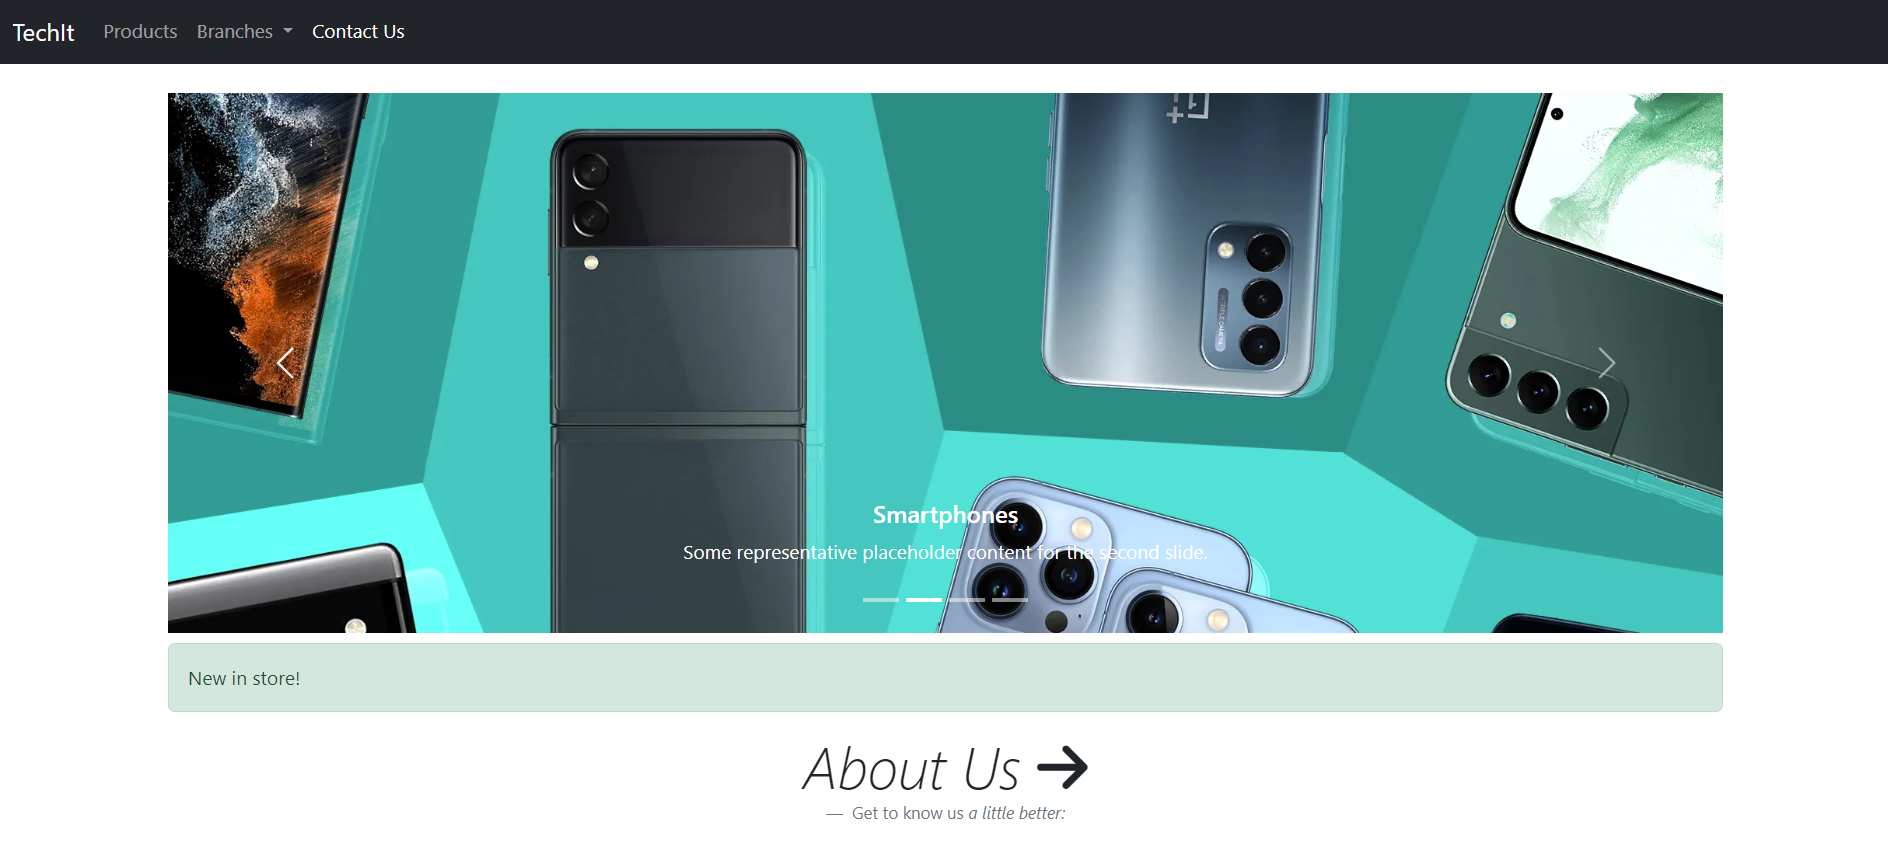 TechIt Products Branches Contact Us
Smartphones
Some representative placeholder content for the second slide.
New in store!
About Us
— Get to know us a little better: